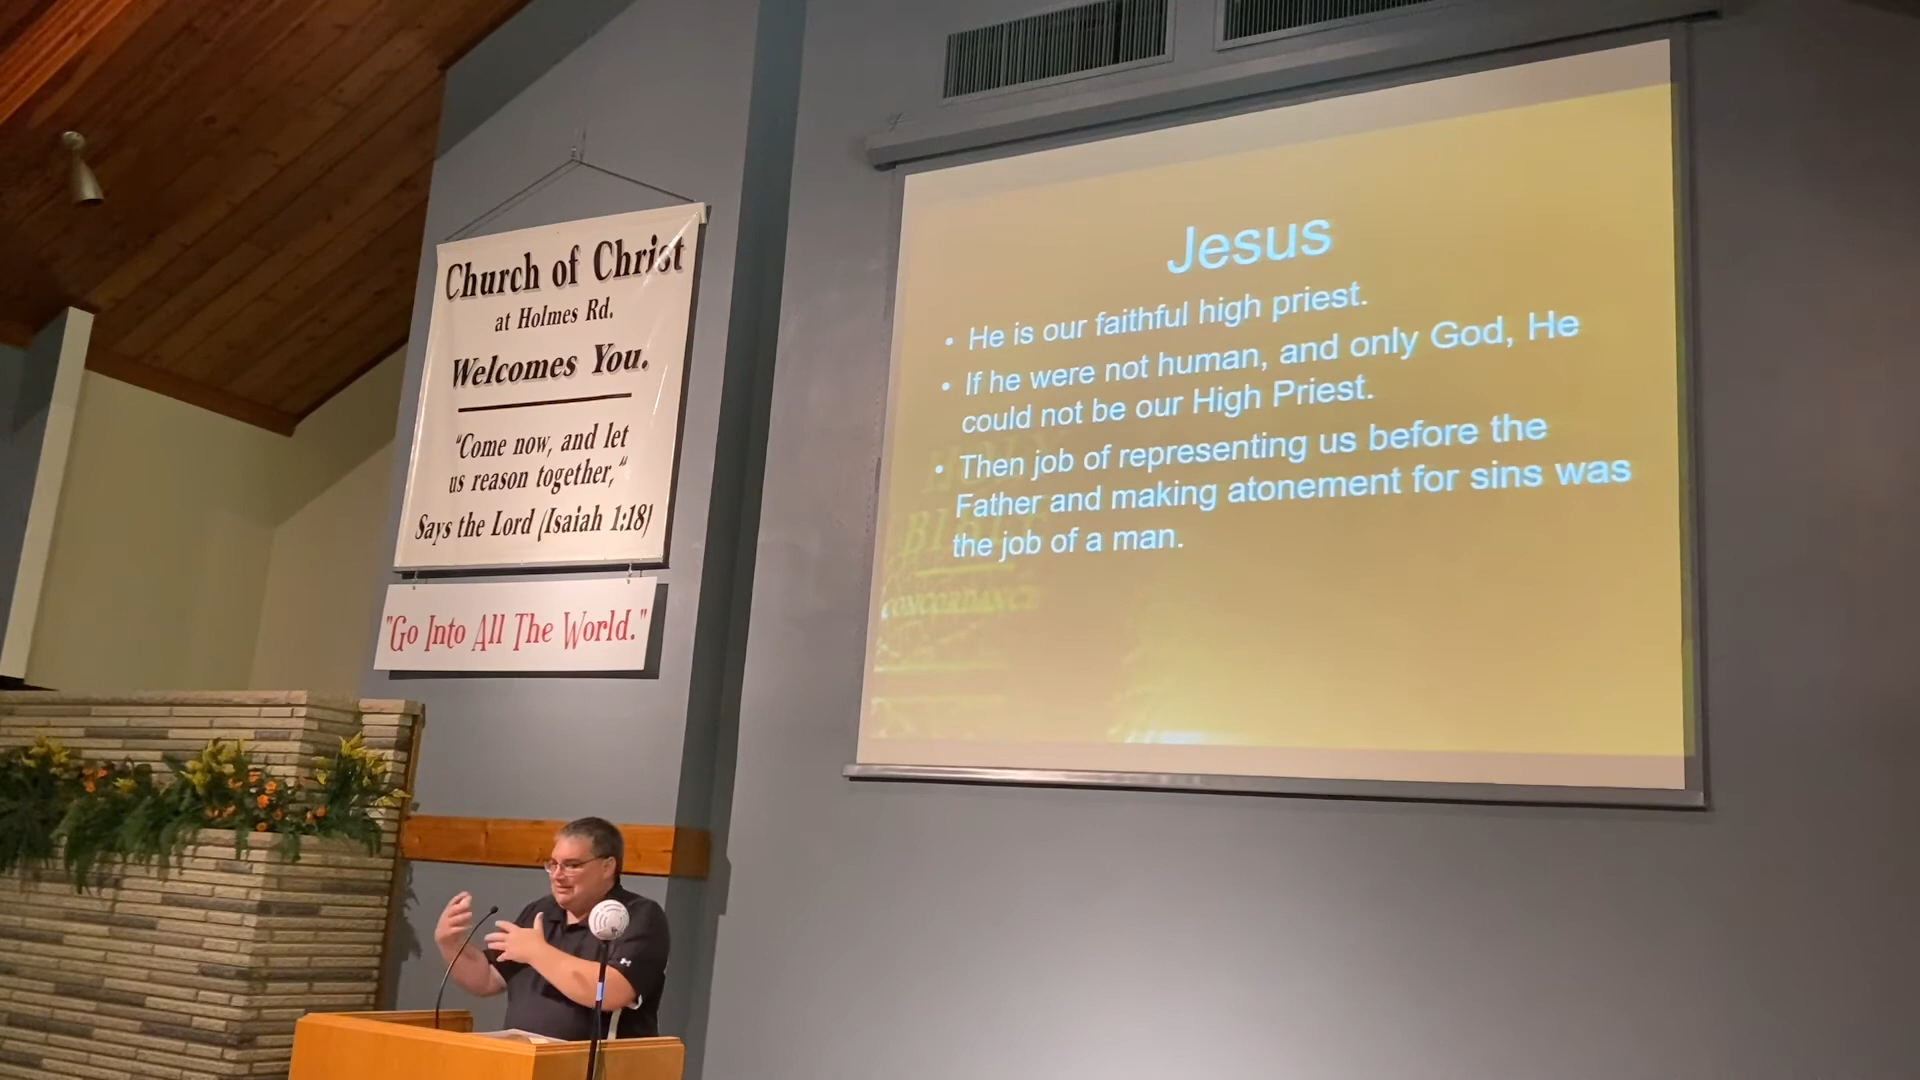 Church of Christ
at Holmes Rd.
Welcomes You.
"Come now, and let
us reason together,"
Says the Lord (Isaiah 1:18)
"Go Into All The World."
Jesus
• He is our faithful high priest.
• If he were not human, and only God, He
could not be our High Priest.
• Then job of representing us before the
Father and making atonement for sins was
the job of a man.
HOLY
BIBLE
CONCORDANCE